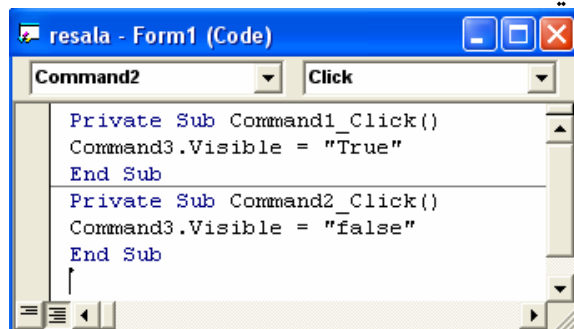 resala - Form1 (Code)
Command2 Click
Private Sub Command1_Click()
Command3.Visible = "True"
End Sub
Private Sub Command2_Click()
Command3.Visible = "false"
End Sub